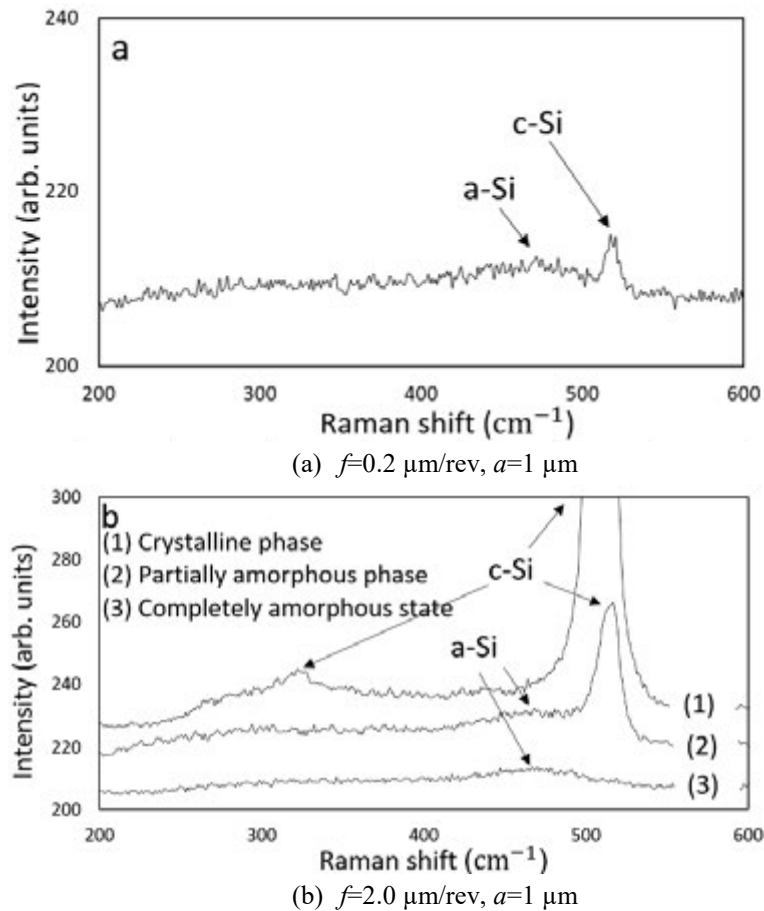 240
a
c-Si
a-Si
220
200
Intensity (arb. units)
200 300 400 500 600
Raman shift (cm⁻¹)
(a) f=0.2 µm/rev, a=1 µm
300
b
(1) Crystalline phase
(2) Partially amorphous phase
(3) Completely amorphous state
c-Si
a-Si
280
260
240
220
200
(1)
(2)
(3)
Intensity (arb. units)
200 300 400 500 600
Raman shift (cm⁻¹)
(b) f=2.0 µm/rev, a=1 µm